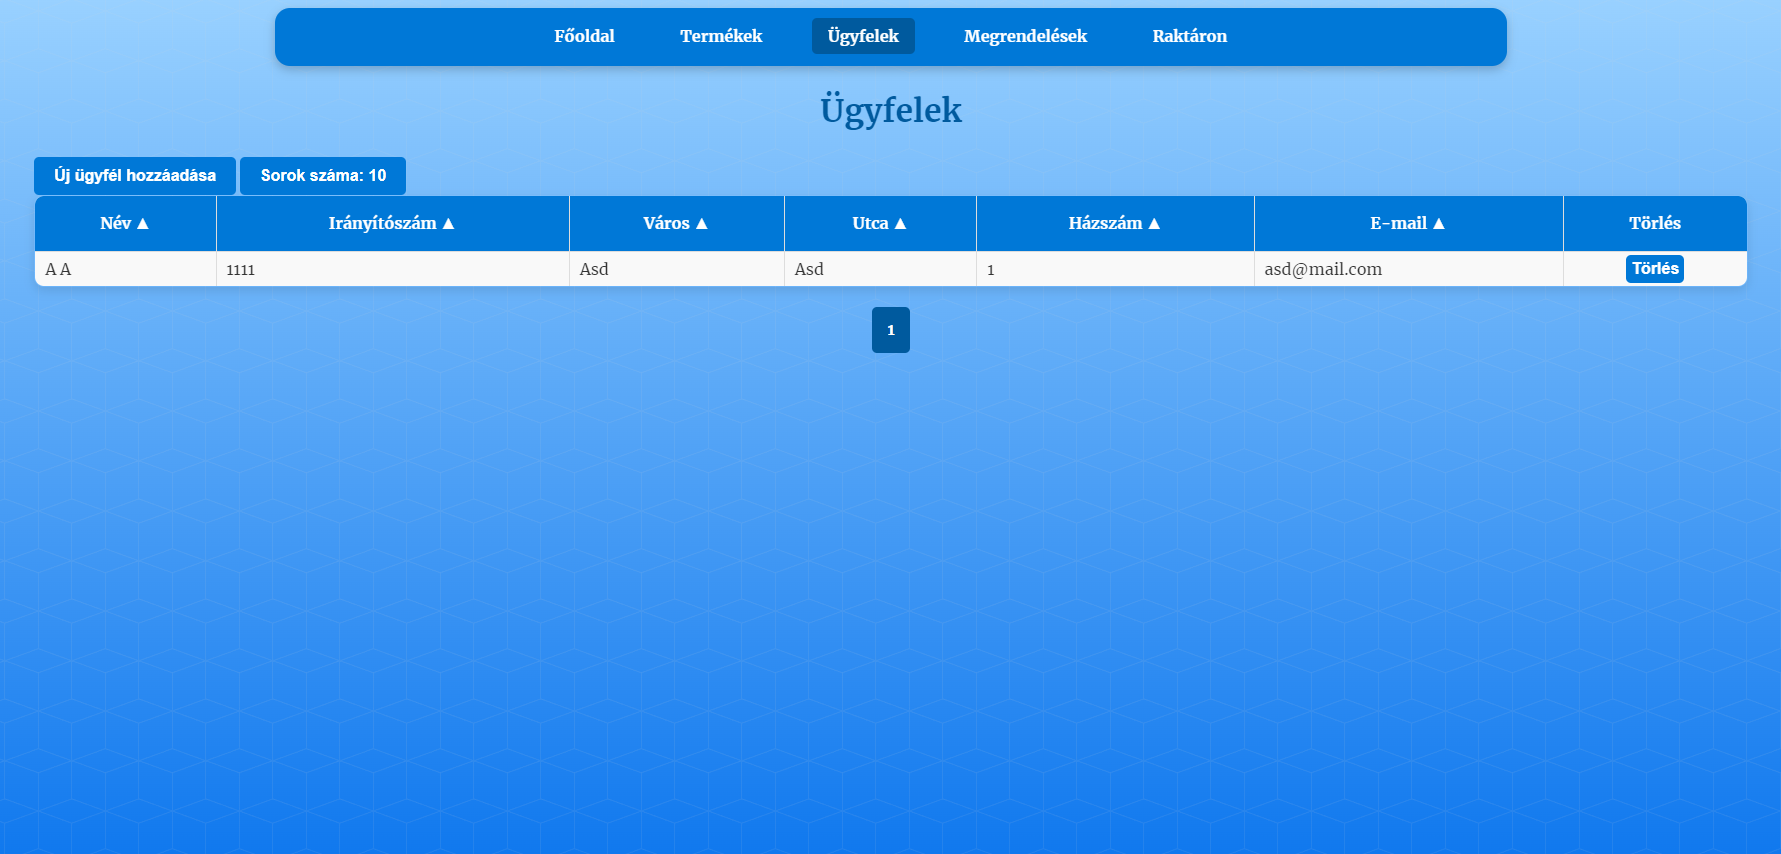 Főoldal Termékek Ügyfelek Megrendelések Raktáron
Ügyfelek
Új ügyfél hozzáadása Sorok száma: 10
Név ▲ Irányítószám ▲ Város ▲ Utca ▲ Házszám ▲ E-mail ▲ Törlés
A A 1111 Asd Asd 1 asd@mail.com Törlés
1